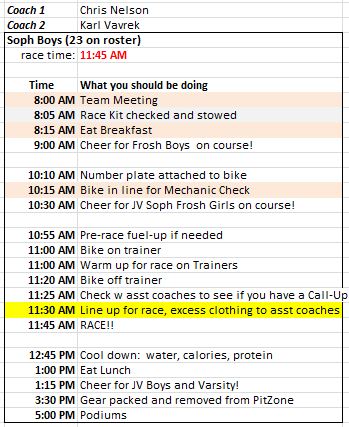 Coach 1 Chris Nelson
Coach 2 Karl Vavrek
Soph Boys (23 on roster)
race time: 11:45 AM
Time What you should be doing
8:00 AM Team Meeting
8:05 AM Race Kit checked and stowed
8:15 AM Eat Breakfast
9:00 AM Cheer for Frosh Boys on course!
10:10 AM Number plate attached to bike
10:15 AM Bike in line for Mechanic Check
10:30 AM Cheer for JV Soph Frosh Girls on course!
10:55 AM Pre-race fuel-up if needed
11:00 AM Bike on trainer
11:00 AM Warm up for race on Trainers
11:20 AM Bike off trainer
11:25 AM Check w asst coaches to see if you have a Call-Up
11:30 AM Line up for race, excess clothing to asst coaches
11:45 AM RACE!!
12:45 PM Cool down: water, calories, protein
1:00 PM Eat Lunch
1:15 PM Cheer for JV Boys and Varsity!
3:30 PM Gear packed and removed from PitZone
5:00 PM Podiums